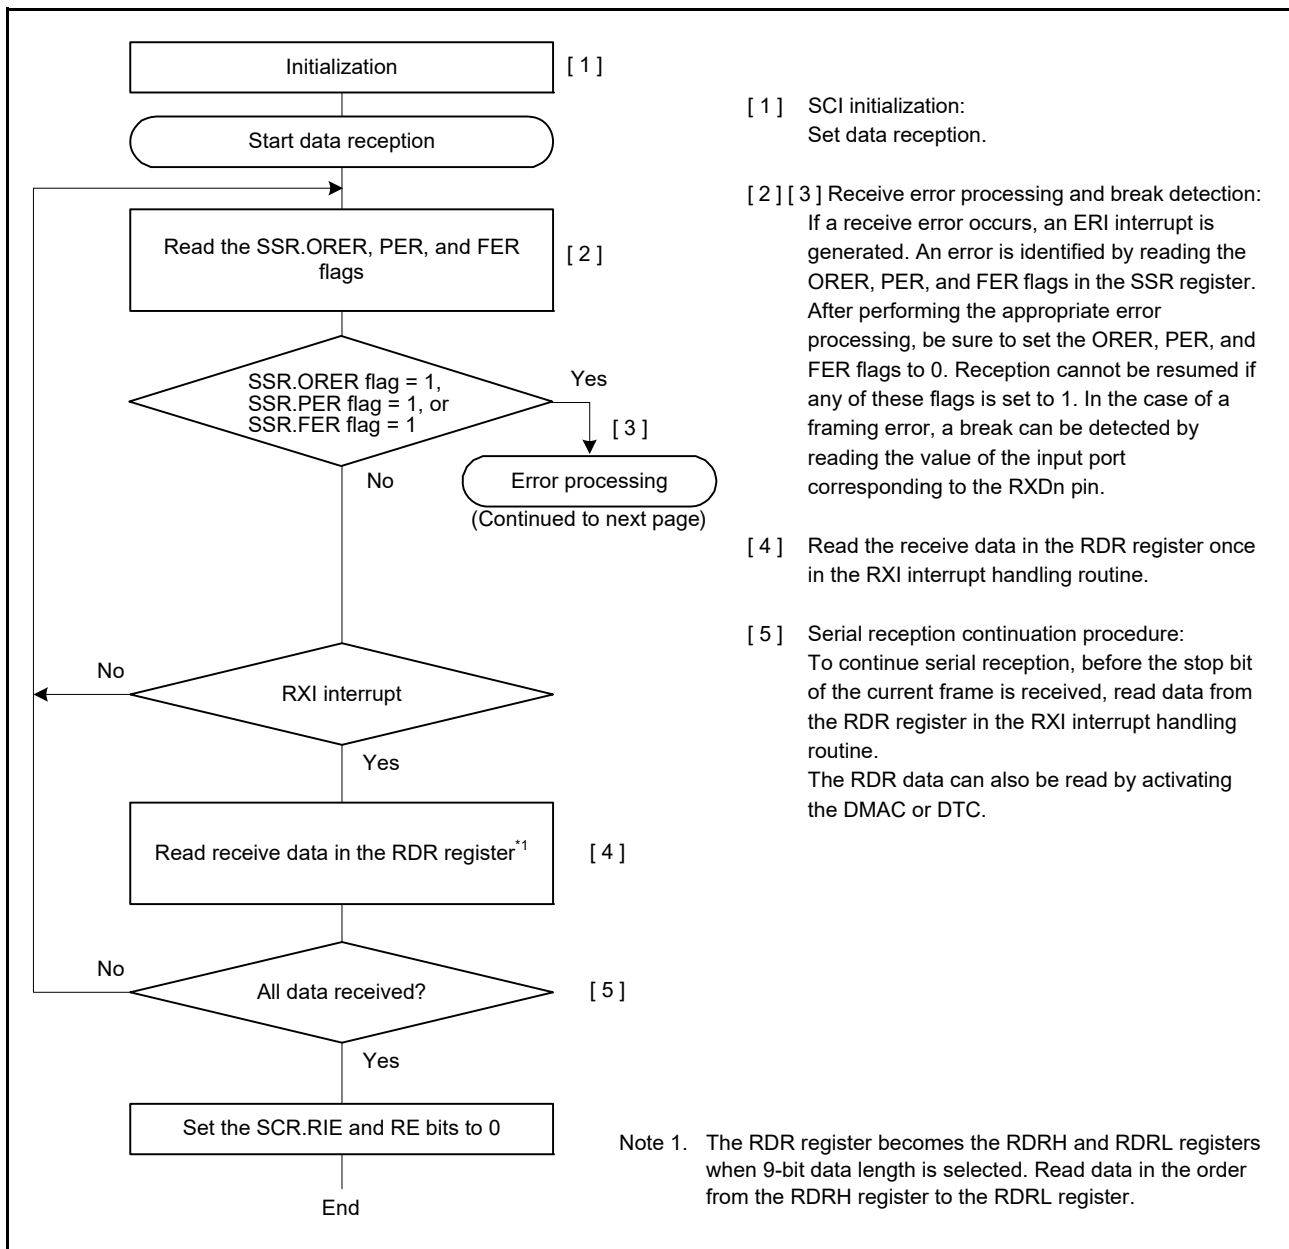 Initialization
[ 1 ]
Start data reception
Read the SSR.ORER, PER, and FER
flags
[ 2 ]
SSR.ORER flag = 1,
SSR.PER flag = 1, or
SSR.FER flag = 1
Yes
[ 3 ]
No
Error processing
(Continued to next page)
No
RXI interrupt
Yes
Read receive data in the RDR register*1
[ 4 ]
No
All data received?
[ 5 ]
Yes
Set the SCR.RIE and RE bits to 0
End
[ 1 ] SCI initialization:
Set data reception.
[ 2 ] [ 3 ] Receive error processing and break detection:
If a receive error occurs, an ERI interrupt is
generated. An error is identified by reading the
ORER, PER, and FER flags in the SSR register.
After performing the appropriate error
processing, be sure to set the ORER, PER, and
FER flags to 0. Reception cannot be resumed if
any of these flags is set to 1. In the case of a
framing error, a break can be detected by
reading the value of the input port
corresponding to the RXDn pin.
[ 4 ] Read the receive data in the RDR register once
in the RXI interrupt handling routine.
[ 5 ] Serial reception continuation procedure:
To continue serial reception, before the stop bit
of the current frame is received, read data from
the RDR register in the RXI interrupt handling
routine.
The RDR data can also be read by activating
the DMAC or DTC.
Note 1. The RDR register becomes the RDRH and RDRL registers
when 9-bit data length is selected. Read data in the order
from the RDRH register to the RDRL register.